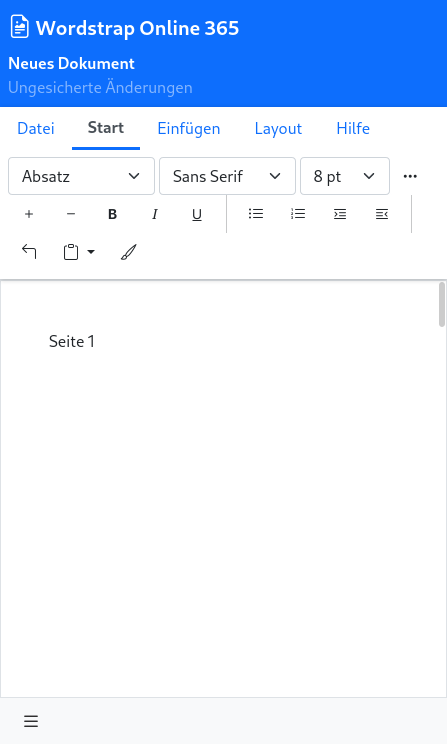 Wordstrap Online 365
Neues Dokument
Ungesicherte Änderungen
Datei Start Einfügen Layout Hilfe
Absatz Sans Serif 8 pt
B I U
Seite 1